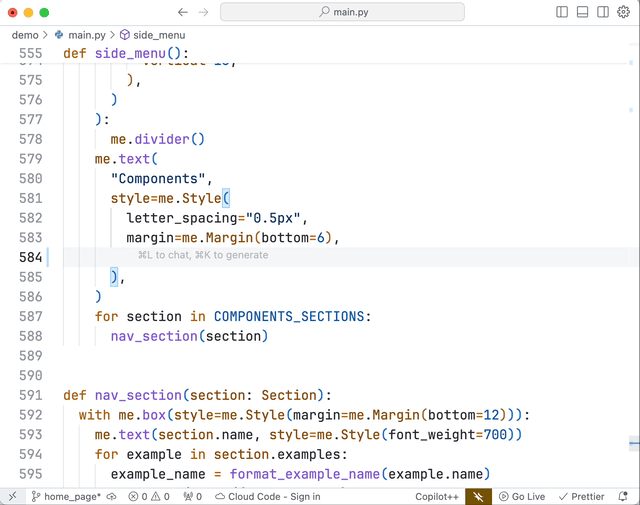 main.py
demo > main.py > side_menu
555 def side_menu():
575 ),
576 )
577 ):
578 me.divider()
579 me.text(
580 "Components",
581 style=me.Style(
582 letter_spacing="0.5px",
583 margin=me.Margin(bottom=6),
584 ⌘L to chat, ⌘K to generate
585 ),
586 )
587 for section in COMPONENTS_SECTIONS:
588 nav_section(section)
589
590
591 def nav_section(section: Section):
592 with me.box(style=me.Style(margin=me.Margin(bottom=12))):
593 me.text(section.name, style=me.Style(font_weight=700))
594 for example in section.examples:
595 example_name = format_example_name(example.name)
home_page* 0 0 0 Cloud Code - Sign in Copilot++ Go Live Prettier